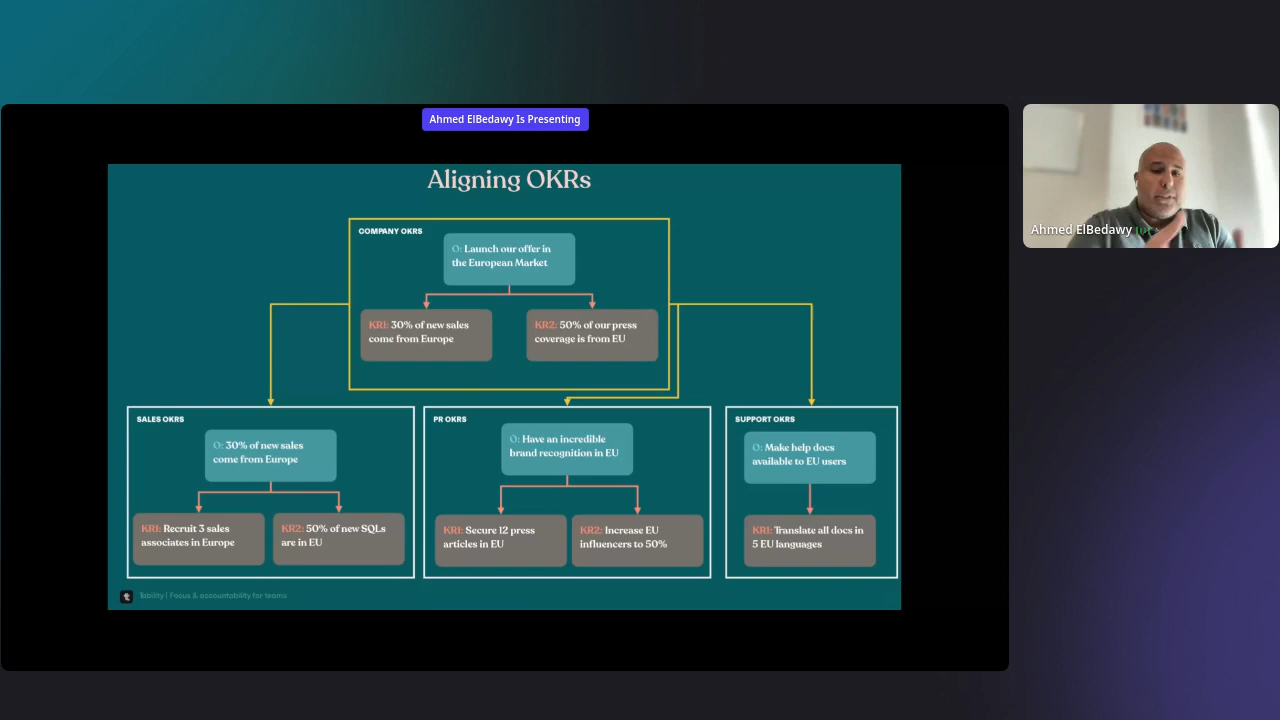 Ahmed ElBedawy Is Presenting
Aligning OKRs
COMPANY OKRS
O: Launch our offer in
the European Market
KR1: 30% of new sales
come from Europe
KR2: 50% of our press
coverage is from EU
SALES OKRS
O: 30% of new sales
come from Europe
KR1: Recruit 3 sales
associates in Europe
KR2: 50% of new SQLs
are in EU
PR OKRS
O: Have an incredible
brand recognition in EU
KR1: Secure 12 press
articles in EU
KR2: Increase EU
influencers to 50%
SUPPORT OKRS
O: Make help docs
available to EU users
KR1: Translate all docs in
5 EU languages
Tability | Focus & accountability for teams
Ahmed ElBedawy